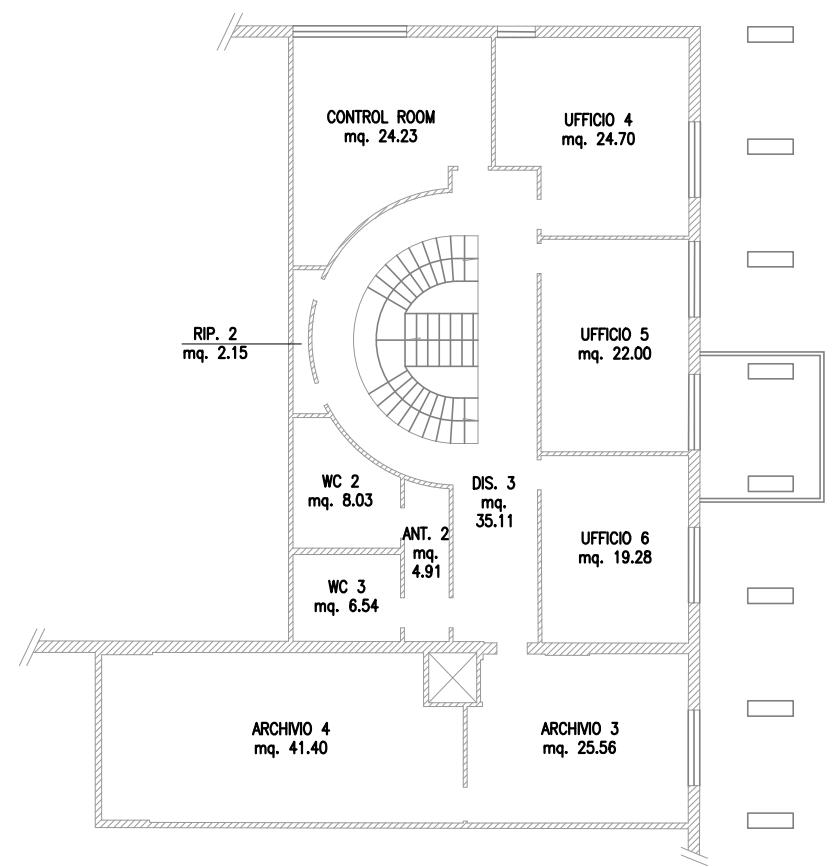 CONTROL ROOM
mq. 24.23
UFFICIO 4
mq. 24.70
RIP. 2
mq. 2.15
UFFICIO 5
mq. 22.00
WC 2
mq. 8.03
DIS. 3
mq.
35.11
ANT. 2
mq.
4.91
UFFICIO 6
mq. 19.28
WC 3
mq. 6.54
ARCHIVIO 4
mq. 41.40
ARCHIVIO 3
mq. 25.56